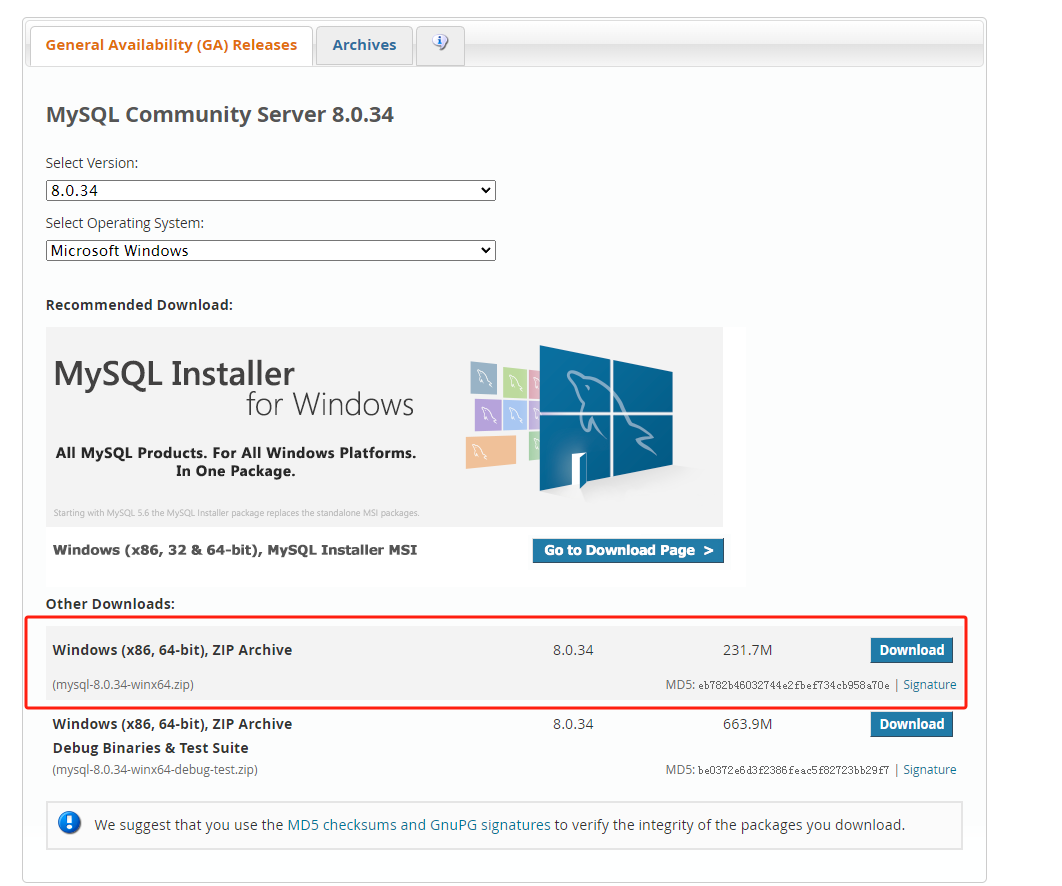 General Availability (GA) Releases
Archives
MySQL Community Server 8.0.34
Select Version:
8.0.34
Select Operating System:
Microsoft Windows
Recommended Download:
MySQL Installer
for Windows
All MySQL Products. For All Windows Platforms.
In One Package.
Starting with MySQL 5.6 the MySQL Installer package replaces the standalone MSI packages.
Windows (x86, 32 & 64-bit), MySQL Installer MSI
Go to Download Page >
Other Downloads:
Windows (x86, 64-bit), ZIP Archive 8.0.34 231.7M Download
(mysql-8.0.34-winx64.zip) MD5: eb782b46032744e2fbef734cb958a70e | Signature
Windows (x86, 64-bit), ZIP Archive 8.0.34 663.9M Download
Debug Binaries & Test Suite
(mysql-8.0.34-winx64-debug-test.zip) MD5: be0372e6d3f2386feac5f82723bb29f7 | Signature
We suggest that you use the MD5 checksums and GnuPG signatures to verify the integrity of the packages you download.